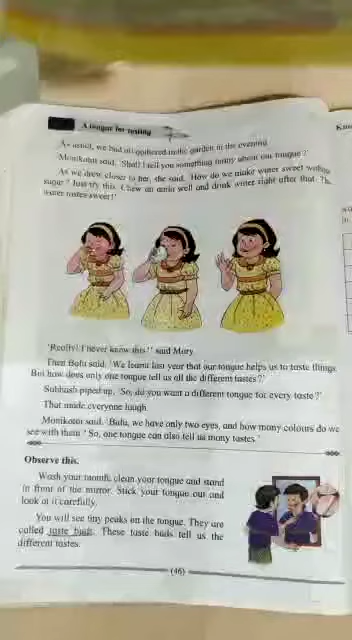 A tongue for tasting
As usual, we had all gathered in the garden in the evening.
Monikatai said, 'Shall I tell you something funny about our tongue ?'
As we drew closer to her, she said, 'How do we make water sweet without
sugar ? Just try this. Chew an amla well and drink water right after that. The
water tastes sweet !'
'Really! I never knew this !' said Mary.
Then Balu said, 'We learnt last year that our tongue helps us to taste things.
But how does only one tongue tell us all the different tastes ?'
Subhash piped up, 'So, do you want a different tongue for every taste ?'
That made everyone laugh.
Monikatai said, 'Balu, we have only two eyes, and how many colours do we
see with them ? So, one tongue can also tell us many tastes.'
Observe this.
Wash your mouth, clean your tongue and stand
in front of the mirror. Stick your tongue out and
look at it carefully.
You will see tiny peaks on the tongue. They are
called taste buds. These taste buds tell us the
different tastes.
(46)